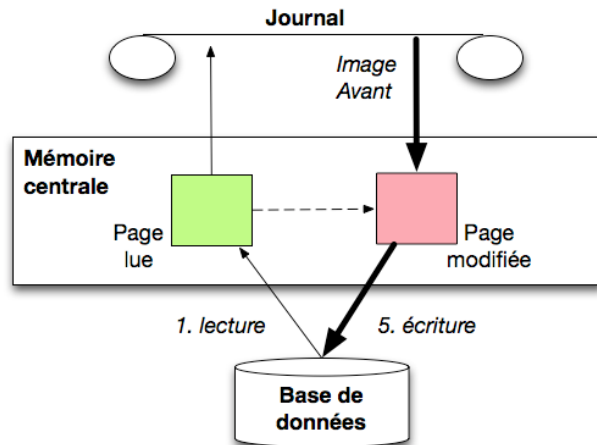 Journal
Image
Avant
Mémoire
centrale
Page
lue
Page
modifiée
1. lecture
5. écriture
Base de
données